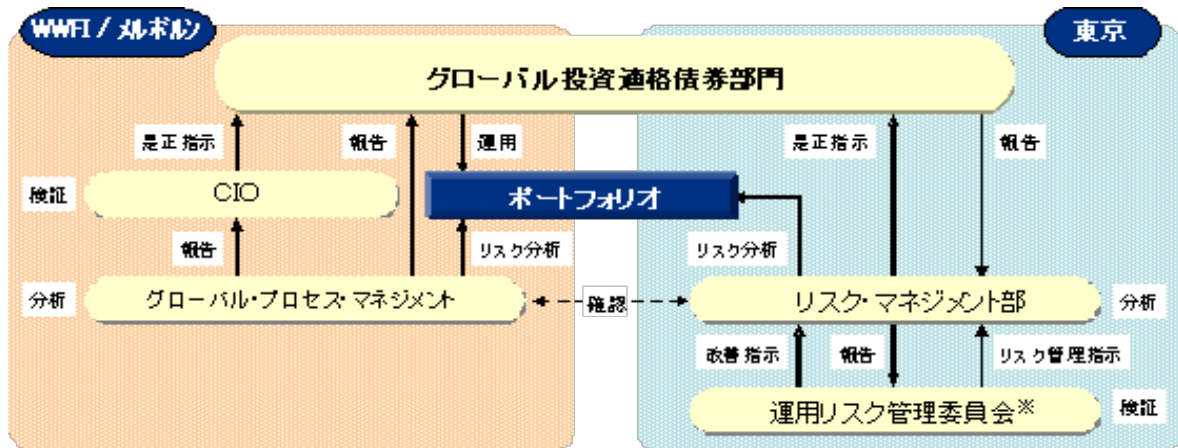 WWFI / メルボルン
東京
グローバル投資適格債券部門
是正指示
報告
運用
是正指示
報告
検証
CIO
ポートフォリオ
報告
リスク分析
リスク分析
分析
グローバル・プロセス・マネジメント
確認
リスク・マネジメント部
分析
改善指示
報告
リスク管理指示
運用リスク管理委員会※
検証